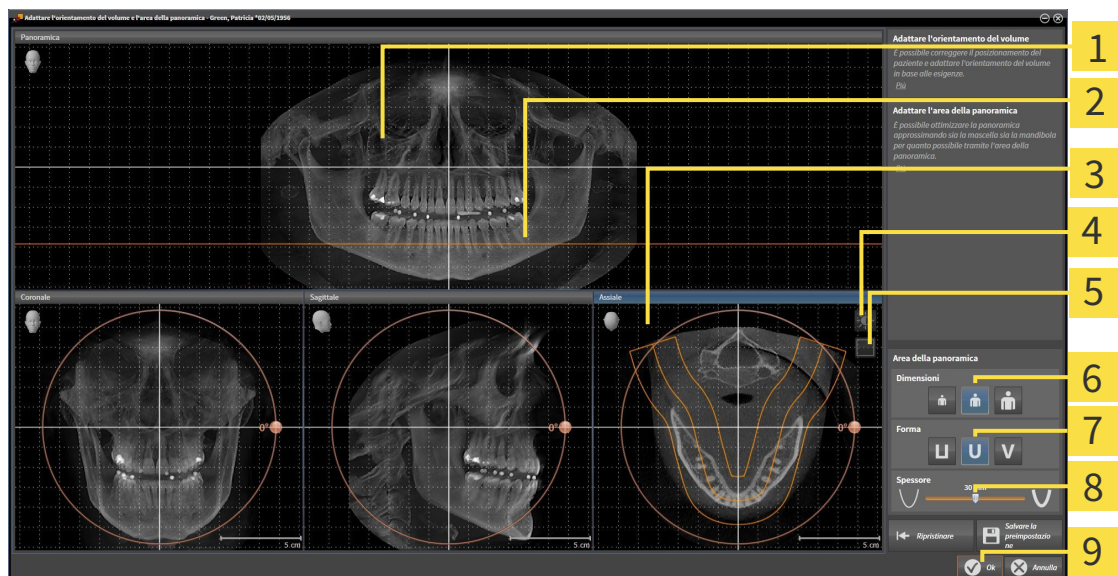 Adattare l'orientamento del volume e l'area della panoramica - Green, Patricia *02/05/1956
Panoramica
Adattare l'orientamento del volume
È possibile correggere il posizionamento del
paziente e adattare l'orientamento del volume
in base alle esigenze.
Più
Adattare l'area della panoramica
È possibile ottimizzare la panoramica
approssimando sia la mascella sia la mandibola
per quanto possibile tramite l'area della
panoramica.
Coronale
Sagittale
Assiale
0°
0°
0°
5 cm
5 cm
5 cm
Area della panoramica
Dimensioni
Forma
U
V
Spessore
30
Ripristinare
Salvare la
preimpostazio
ne
Ok
Annulla
1
2
3
4
5
6
7
8
9